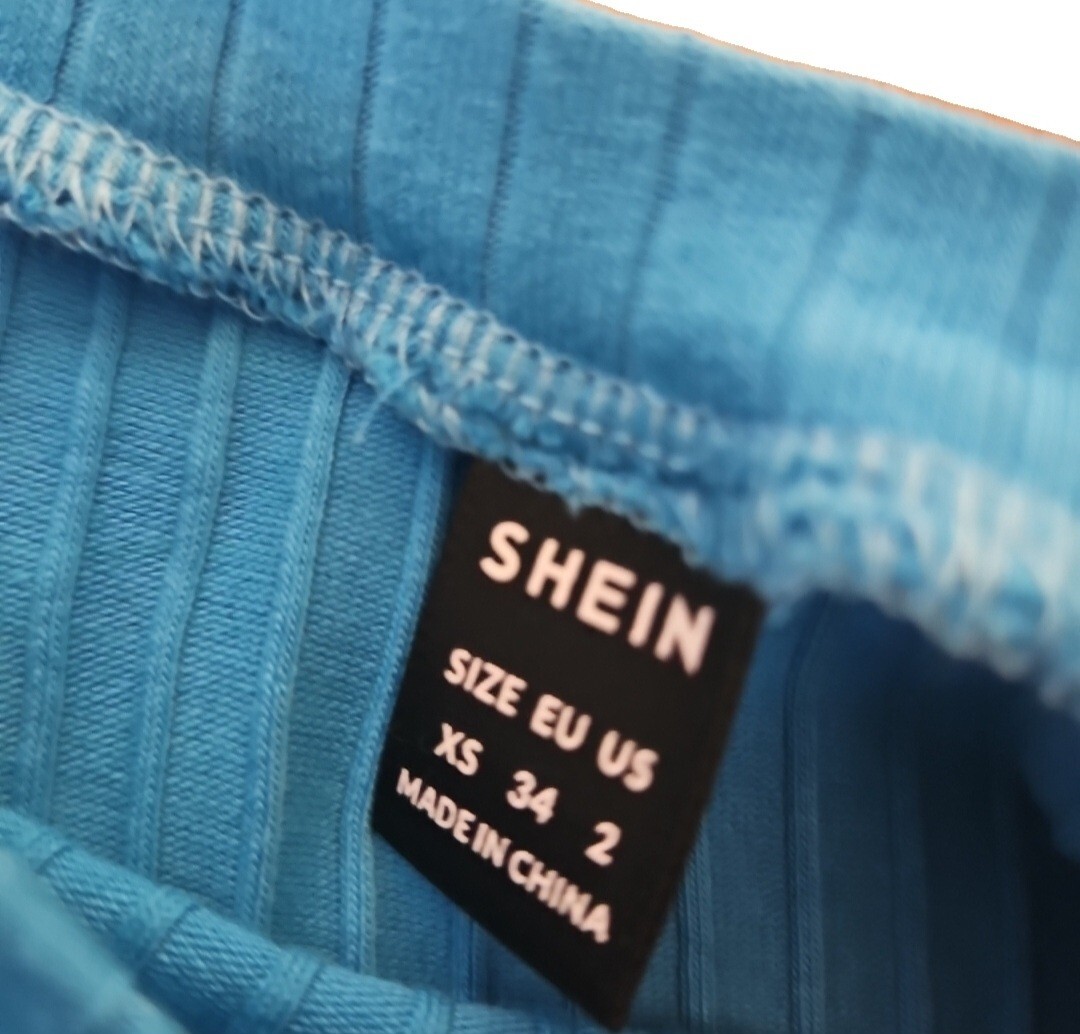 SHEIN
SIZE EU US
XS 34 2
MADE IN CHINA